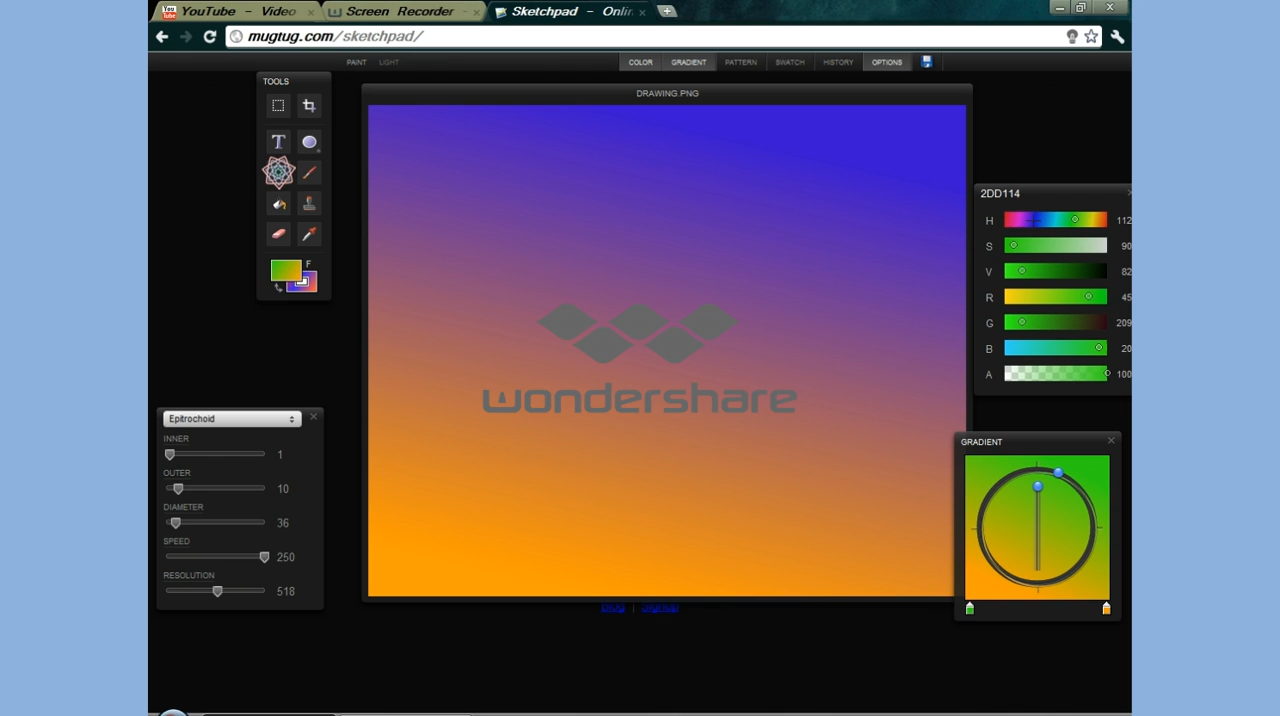 YouTube - Video
Screen Recorder -
Sketchpad - Onlin
mugtug.com/sketchpad/
PAINT LIGHT COLOR GRADIENT PATTERN SWATCH HISTORY OPTIONS
TOOLS
DRAWING.PNG
T
F
2DD114
H 112
S 90
V 82
R 45
G 209
B 20
A 100
wondershare
Epitrochoid
INNER
1
OUTER
10
DIAMETER
36
SPEED
250
RESOLUTION
518
GRADIENT
Blog | Signup